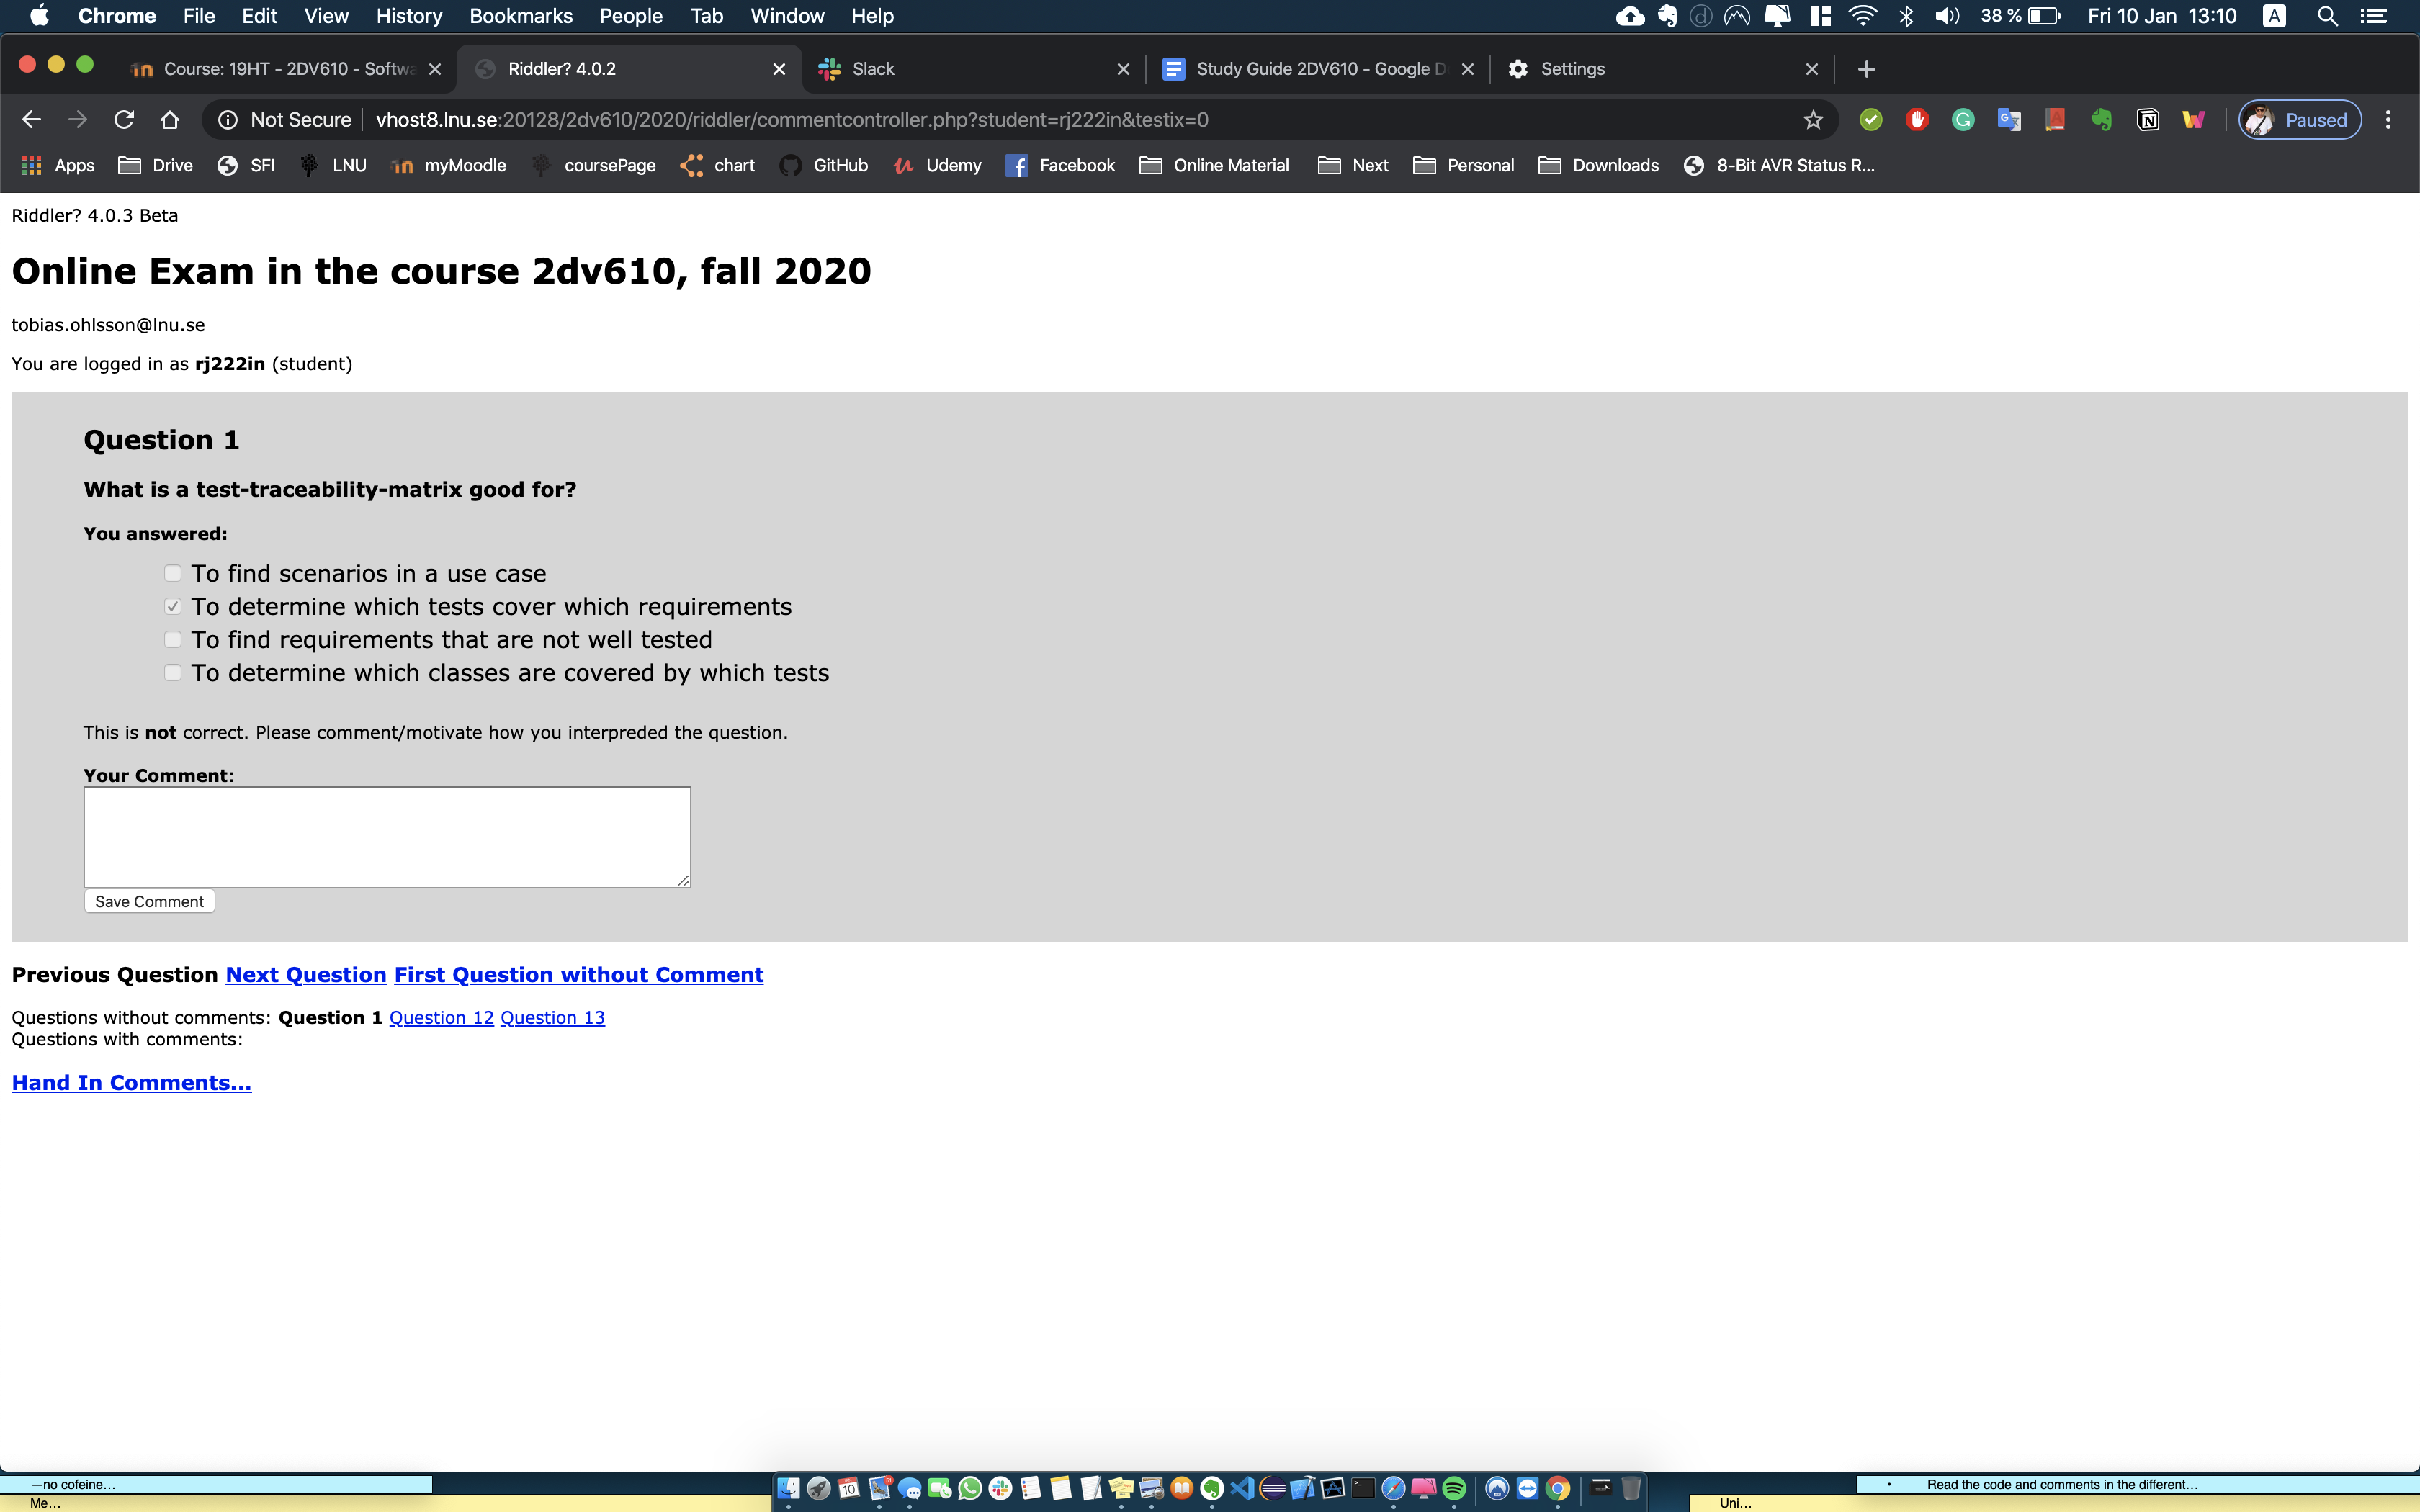 Chrome File Edit View History Bookmarks People Tab Window Help 38 % Fri 10 Jan 13:10 A
Course: 19HT - 2DV610 - Softwa Riddler? 4.0.2 Slack Study Guide 2DV610 - Google D Settings
Not Secure vhost8.lnu.se:20128/2dv610/2020/riddler/commentcontroller.php?student=rj222in&testix=0 Paused
Apps Drive SFI LNU myMoodle coursePage chart GitHub Udemy Facebook Online Material Next Personal Downloads 8-Bit AVR Status R...
Riddler? 4.0.3 Beta
Online Exam in the course 2dv610, fall 2020
tobias.ohlsson@lnu.se
You are logged in as rj222in (student)
Question 1
What is a test-traceability-matrix good for?
You answered:
To find scenarios in a use case
To determine which tests cover which requirements
To find requirements that are not well tested
To determine which classes are covered by which tests
This is not correct. Please comment/motivate how you interpreded the question.
Your Comment:
Save Comment
Previous Question Next Question First Question without Comment
Questions without comments: Question 1 Question 12 Question 13
Questions with comments:
Hand In Comments...
—no cofeine...
Me...
10
• Read the code and comments in the different...
Uni...